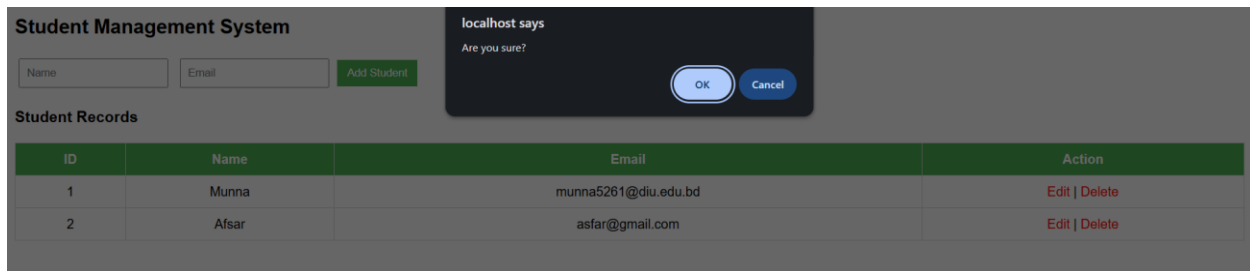 Student Management System
localhost says
Are you sure?
OK Cancel
Name Email Add Student
Student Records
ID Name Email Action
1 Munna munna5261@diu.edu.bd Edit | Delete
2 Afsar asfar@gmail.com Edit | Delete